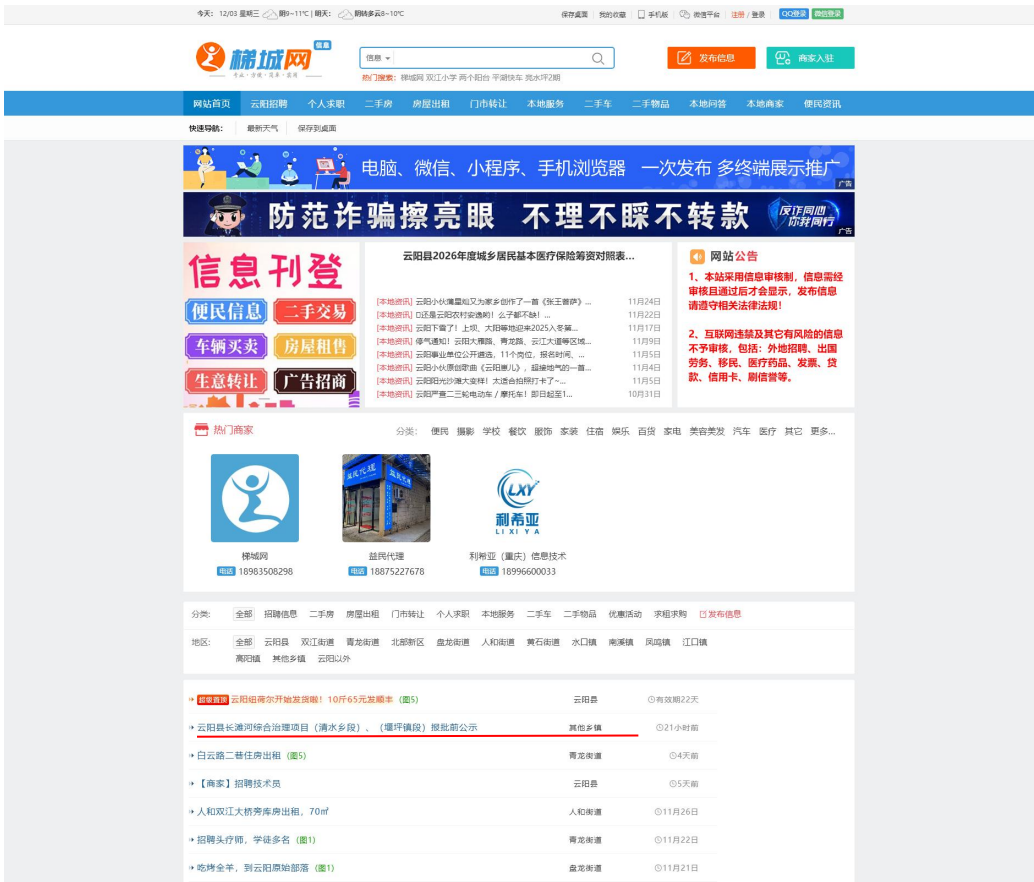 今天: 12/03 星期三 阴9~11℃ | 明天: 阴转多云8~10℃ 保存桌面 我的收藏 手机版 微信平台 注册 / 登录 QQ登录 微信登录
梯城网 信息
专业·方便·简单·实用
信息
热门搜索: 梯城网 双江小学 两个阳台 平湖快车 亮水坪2期
发布信息 商家入驻
网站首页 云阳招聘 个人求职 二手房 房屋出租 门市转让 本地服务 二手车 二手物品 本地问答 本地商家 便民资讯
快速导航: 最新天气 保存到桌面
电脑、微信、小程序、手机浏览器 一次发布 多终端展示推广
广告
防范诈骗擦亮眼 不理不睬不转款 反诈同心 你我同行
广告
信息刊登
便民信息 二手交易
车辆买卖 房屋租售
生意转让 广告招商
云阳县2026年度城乡居民基本医疗保险筹资对照表...
[本地资讯] 云阳小伙蒲星灿又为家乡创作了一首《张王菩萨》... 11月24日
[本地资讯] 0还是云阳农村安逸哟！么子都不缺！... 11月22日
[本地资讯] 云阳下雪了！上坝、大阳等地迎来2025入冬第... 11月17日
[本地资讯] 停气通知！云阳大雁路、青龙路、云江大道等区域... 11月9日
[本地资讯] 云阳事业单位公开遴选，11个岗位，报名时间、... 11月5日
[本地资讯] 云阳小伙原创歌曲《云阳崽儿》，超接地气的一首... 11月4日
[本地资讯] 云阳阳光沙滩大变样！太适合拍照打卡了~... 11月5日
[本地资讯] 云阳严查二三轮电动车 / 摩托车！即日起至1... 10月31日
网站公告
1、本站采用信息审核制，信息需经
审核且通过后才会显示，发布信息
请遵守相关法律法规！
2、互联网违禁及其它有风险的信息
不予审核，包括：外地招聘、出国
劳务、移民、医疗药品、发票、贷
款、信用卡、刷信誉等。
热门商家 分类: 便民 摄影 学校 餐饮 服饰 家装 住宿 娱乐 百货 家电 美容美发 汽车 医疗 其它 更多...
益民代理 益民代理
LXY
利希亚
LIXIYA
梯城网 益民代理 利希亚（重庆）信息技术
电话 18983508298 电话 18875227678 电话 18996600033
分类: 全部 招聘信息 二手房 房屋出租 门市转让 个人求职 本地服务 二手车 二手物品 优惠活动 求租求购 发布信息
地区: 全部 云阳县 双江街道 青龙街道 北部新区 盘龙街道 人和街道 黄石街道 水口镇 南溪镇 凤鸣镇 江口镇
高阳镇 其他乡镇 云阳以外
超级置顶 云阳纽荷尔开始发货啦！10斤65元发顺丰 (图5) 云阳县 有效期22天
云阳县长滩河综合治理项目（清水乡段）、（堰坪镇段）报批前公示 其他乡镇 21小时前
白云路二巷住房出租 (图5) 青龙街道 4天前
【商家】招聘技术员 云阳县 5天前
人和双江大桥旁库房出租，70㎡ 人和街道 11月26日
招聘头疗师，学徒多名 (图1) 青龙街道 11月22日
吃烤全羊，到云阳原始部落 (图1) 盘龙街道 11月21日